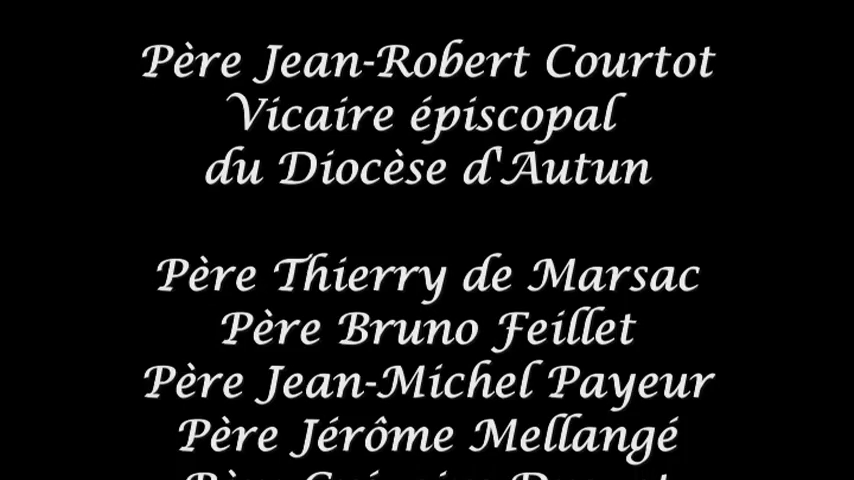 Père Jean-Robert Courtot
Vicaire épiscopal
du Diocèse d'Autun
Père Thierry de Marsac
Père Bruno Feillet
Père Jean-Michel Payeur
Père Jérôme Mellangé
Père